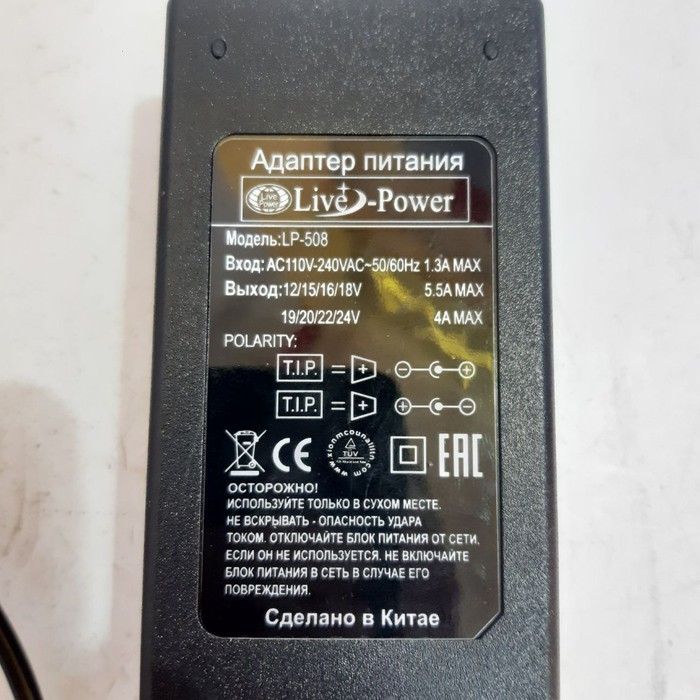 Адаптер питания
Live Power
Live-Power
Модель:LP-508
Вход: AC110V-240VAC~50/60Hz 1.3A MAX
Выход:12/15/16/18V 5.5A MAX
19/20/22/24V 4A MAX
POLARITY:
T.I.P. = +  - +
T.I.P. = +  + -
CE TÜV EAC
ОСТОРОЖНО!
ИСПОЛЬЗУЙТЕ ТОЛЬКО В СУХОМ МЕСТЕ.
НЕ ВСКРЫВАТЬ - ОПАСНОСТЬ УДАРА
ТОКОМ. ОТКЛЮЧАЙТЕ БЛОК ПИТАНИЯ ОТ СЕТИ.
ЕСЛИ ОН НЕ ИСПОЛЬЗУЕТСЯ. НЕ ВКЛЮЧАЙТЕ
БЛОК ПИТАНИЯ В СЕТЬ В СЛУЧАЕ ЕГО
ПОВРЕЖДЕНИЯ.
Сделано в Китае